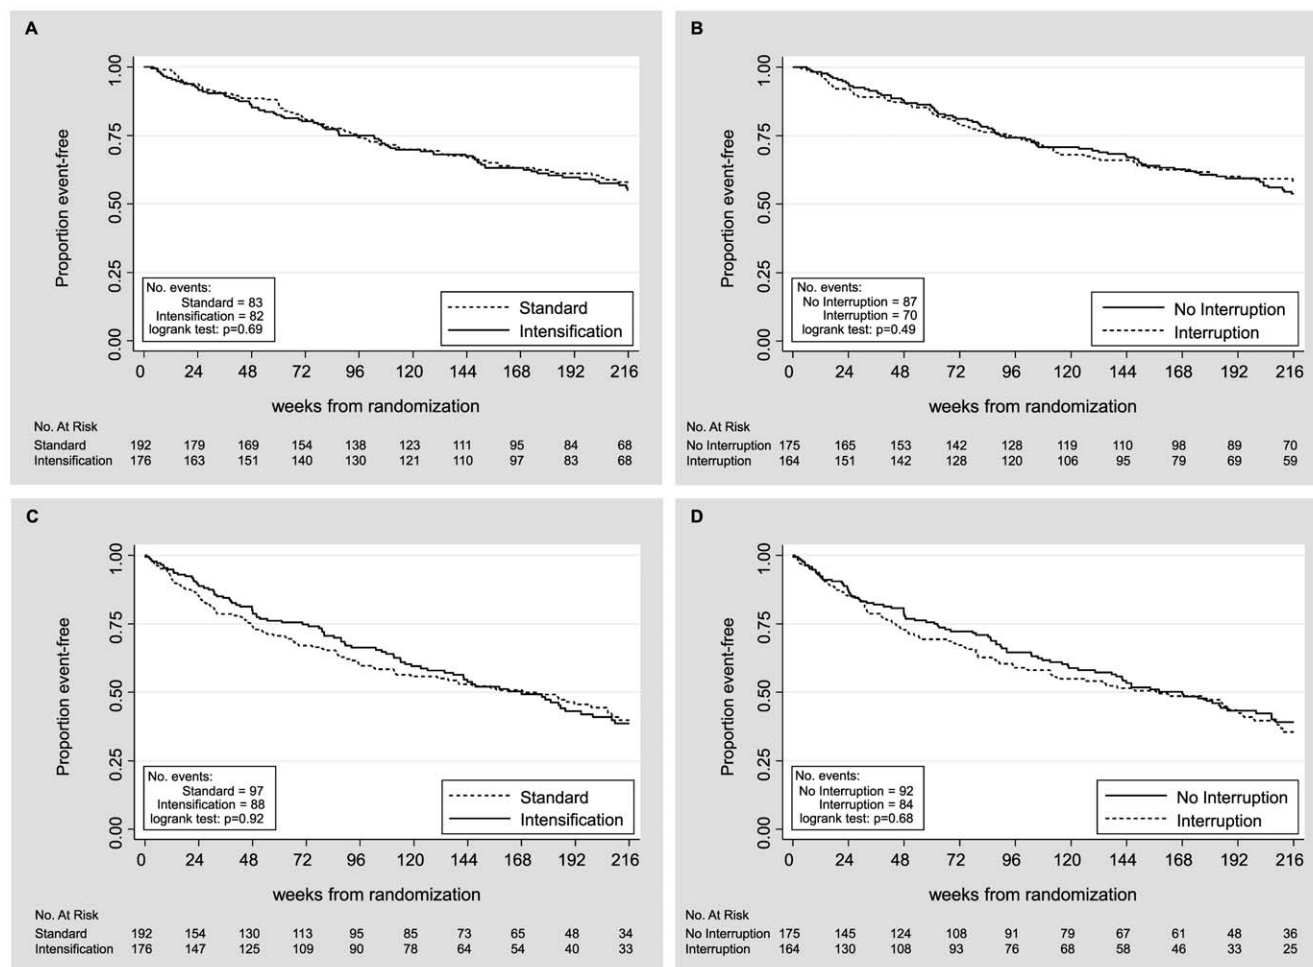 A
Proportion event-free
1.00
0.75
0.50
0.25
0.00
No. events:
Standard = 83
Intensification = 82
logrank test: p=0.69
Standard
Intensification
0 24 48 72 96 120 144 168 192 216
weeks from randomization
No. At Risk
Standard 192 179 169 154 138 123 111 95 84 68
Intensification 176 163 151 140 130 121 110 97 83 68
B
Proportion event-free
1.00
0.75
0.50
0.25
0.00
No. events:
No Interruption = 87
Interruption = 70
logrank test: p=0.49
No Interruption
Interruption
0 24 48 72 96 120 144 168 192 216
weeks from randomization
No. At Risk
No Interruption 175 165 153 142 128 119 110 98 89 70
Interruption 164 151 142 128 120 106 95 79 69 59
C
Proportion event-free
1.00
0.75
0.50
0.25
0.00
No. events:
Standard = 97
Intensification = 88
logrank test: p=0.92
Standard
Intensification
0 24 48 72 96 120 144 168 192 216
weeks from randomization
No. At Risk
Standard 192 154 130 113 95 85 73 65 48 34
Intensification 176 147 125 109 90 78 64 54 40 33
D
Proportion event-free
1.00
0.75
0.50
0.25
0.00
No. events:
No Interruption = 92
Interruption = 84
logrank test: p=0.68
No Interruption
Interruption
0 24 48 72 96 120 144 168 192 216
weeks from randomization
No. At Risk
No Interruption 175 145 124 108 91 79 67 61 48 36
Interruption 164 130 108 93 76 68 58 46 33 25